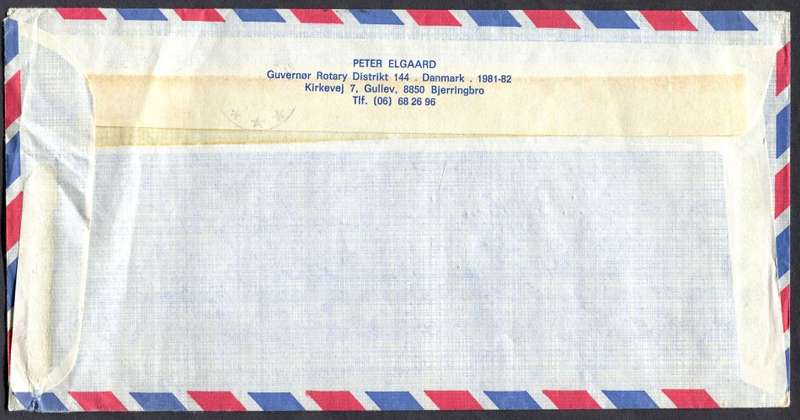 PETER ELGAARD
Guvernør Rotary Distrikt 144 . Danmark . 1981-82
Kirkevej 7, Gullev, 8850 Bjerringbro
Tlf. (06) 68 26 96